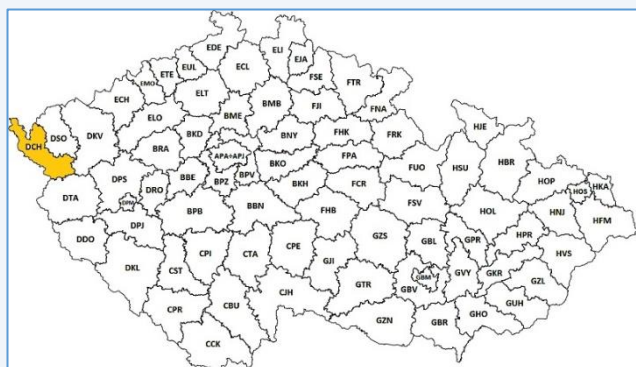 EDE
ELI
EJA
ETE
EUL
ECL
FSE
FTR
EMO
ECH
ELT
DCH
DSO
DKV
ELO
BME
BMB
FJI
FNA
HJE
BRA
BKD
BNY
FHK
FRK
APA+APJ
BKO
FPA
FUO
HSU
HBR
DPS
DRO
BBE
BPZ
BPV
BKH
FCR
HOP
HOS
HKA
DTA
DPM
BPB
BBN
FHB
FSV
HOL
HNJ
HFM
DDO
DPJ
CPI
CTA
CPE
GZS
GBL
GPR
HPR
HVS
DKL
CST
GJI
GBM
GVY
GKR
GZL
CPR
CBU
CJH
GTR
GBV
GUH
GZN
GBR
GHO
CCK